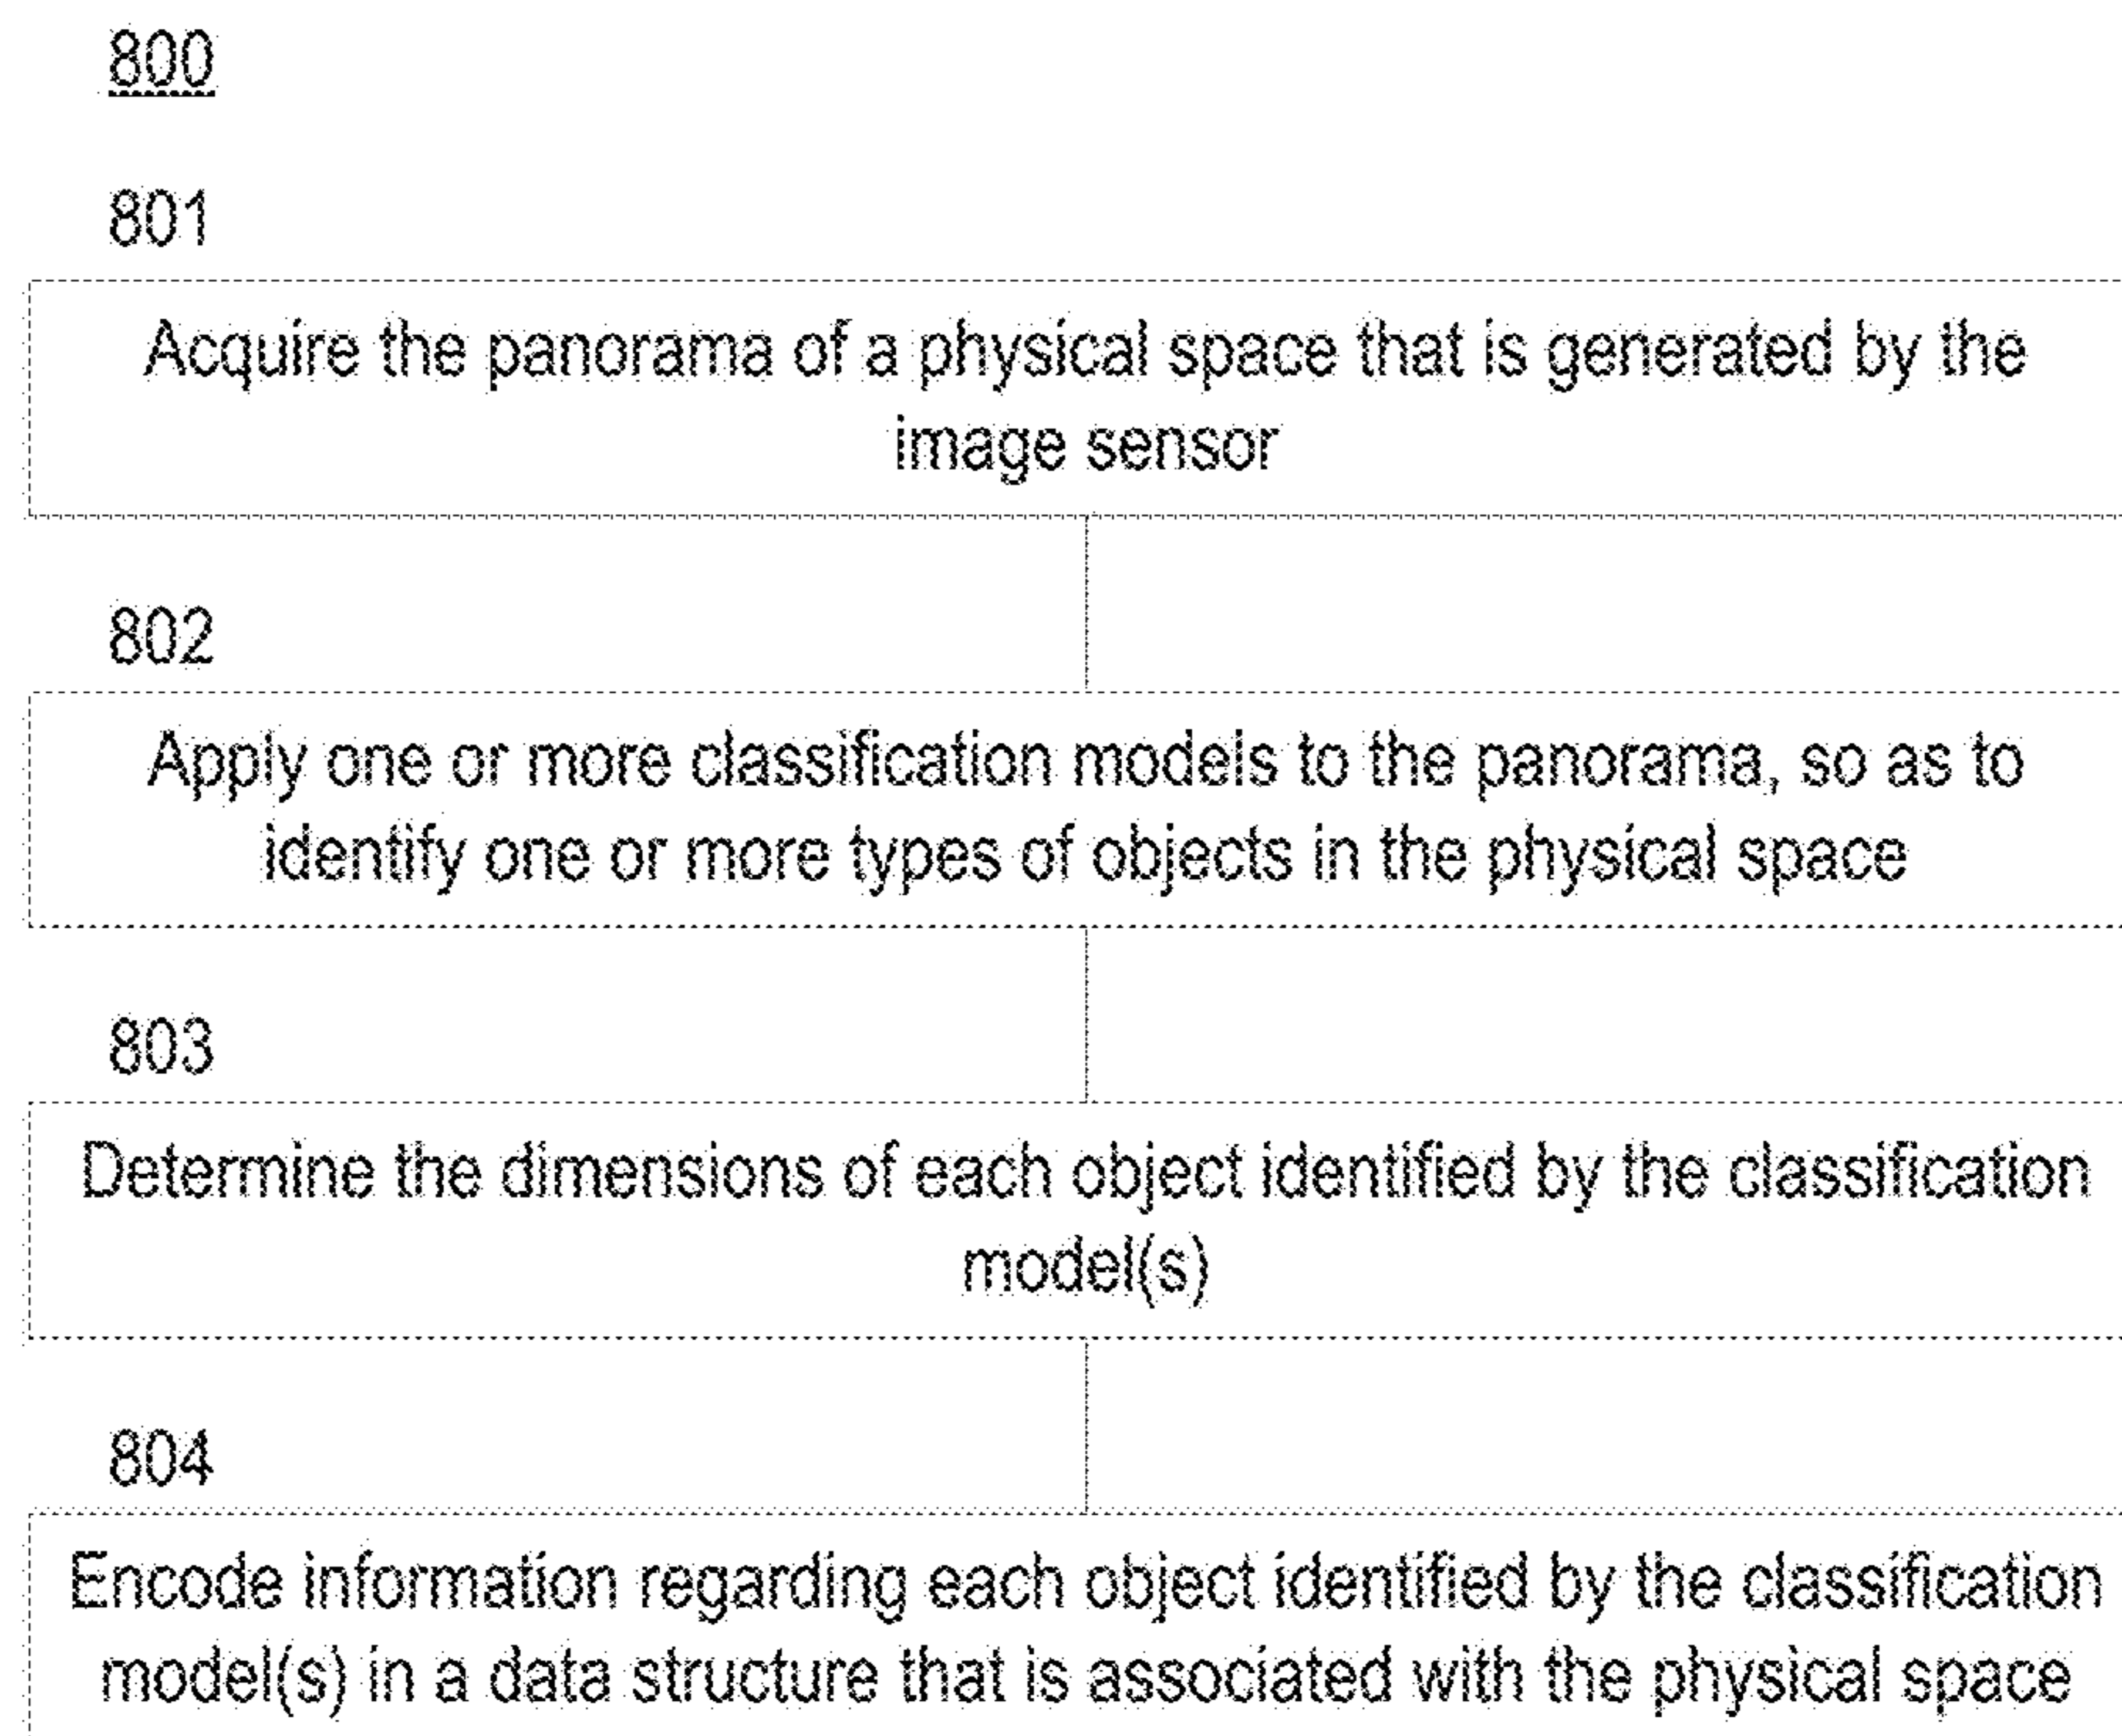 800
801
Acquire the panorama of a physical space that is generated by the
image sensor
802
Apply one or more classification models to the panorama, so as to
identify one or more types of objects in the physical space
803
Determine the dimensions of each object identified by the classification
model(s)
804
Encode information regarding each object identified by the classification
model(s) in a data structure that is associated with the physical space